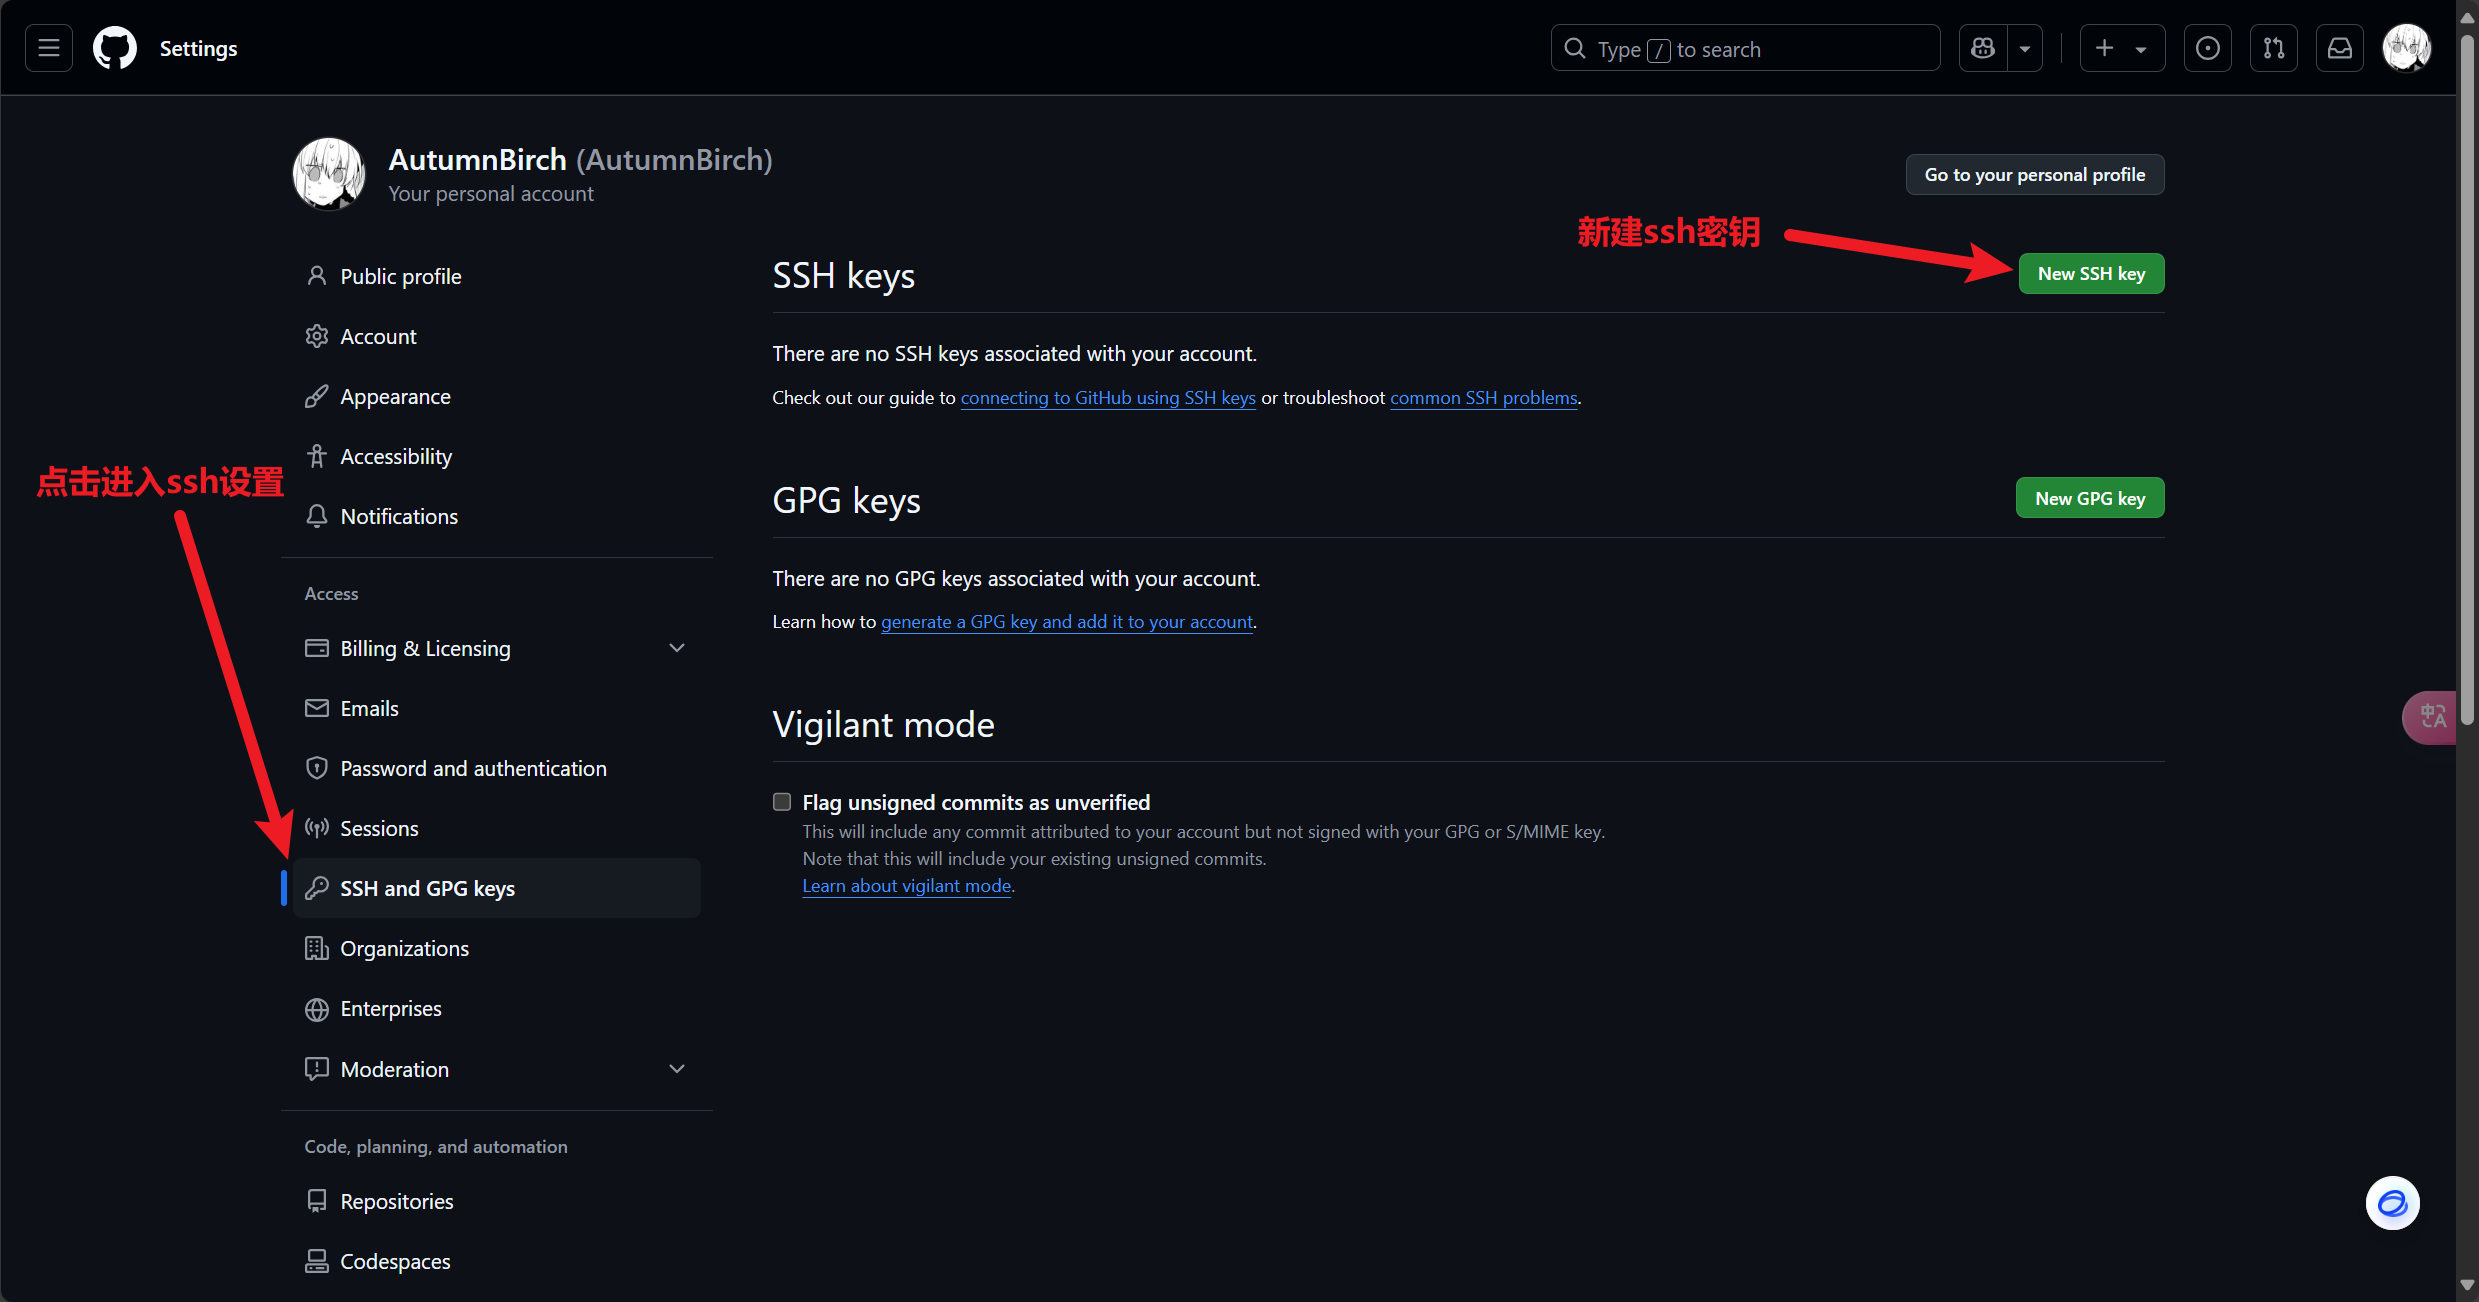 Settings
Type / to search
AutumnBirch (AutumnBirch)
Your personal account
Go to your personal profile
新建ssh密钥
点击进入ssh设置
Public profile
Account
Appearance
Accessibility
Notifications
Access
Billing & Licensing
Emails
Password and authentication
Sessions
SSH and GPG keys
Organizations
Enterprises
Moderation
Code, planning, and automation
Repositories
Codespaces
SSH keys
New SSH key
There are no SSH keys associated with your account.
Check out our guide to connecting to GitHub using SSH keys or troubleshoot common SSH problems.
GPG keys
New GPG key
There are no GPG keys associated with your account.
Learn how to generate a GPG key and add it to your account.
Vigilant mode
Flag unsigned commits as unverified
This will include any commit attributed to your account but not signed with your GPG or S/MIME key.
Note that this will include your existing unsigned commits.
Learn about vigilant mode.
中A